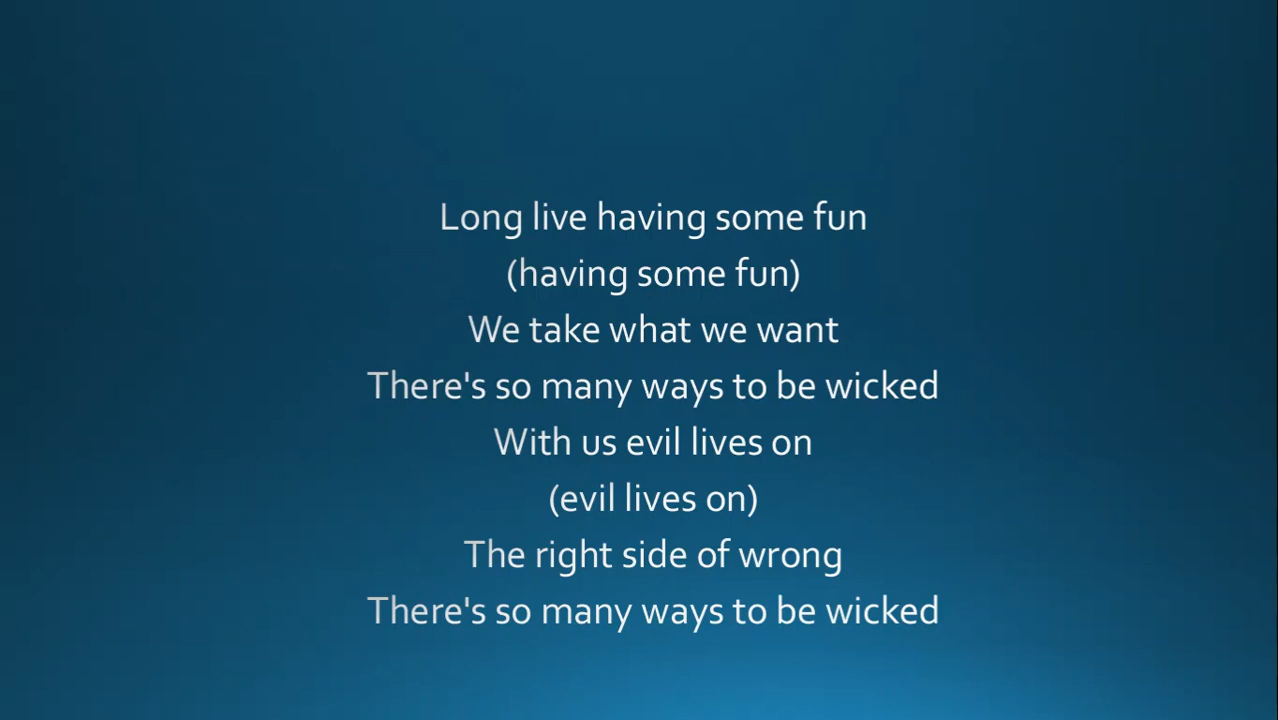 Long live having some fun
(having some fun)
We take what we want
There's so many ways to be wicked
With us evil lives on
(evil lives on)
The right side of wrong
There's so many ways to be wicked